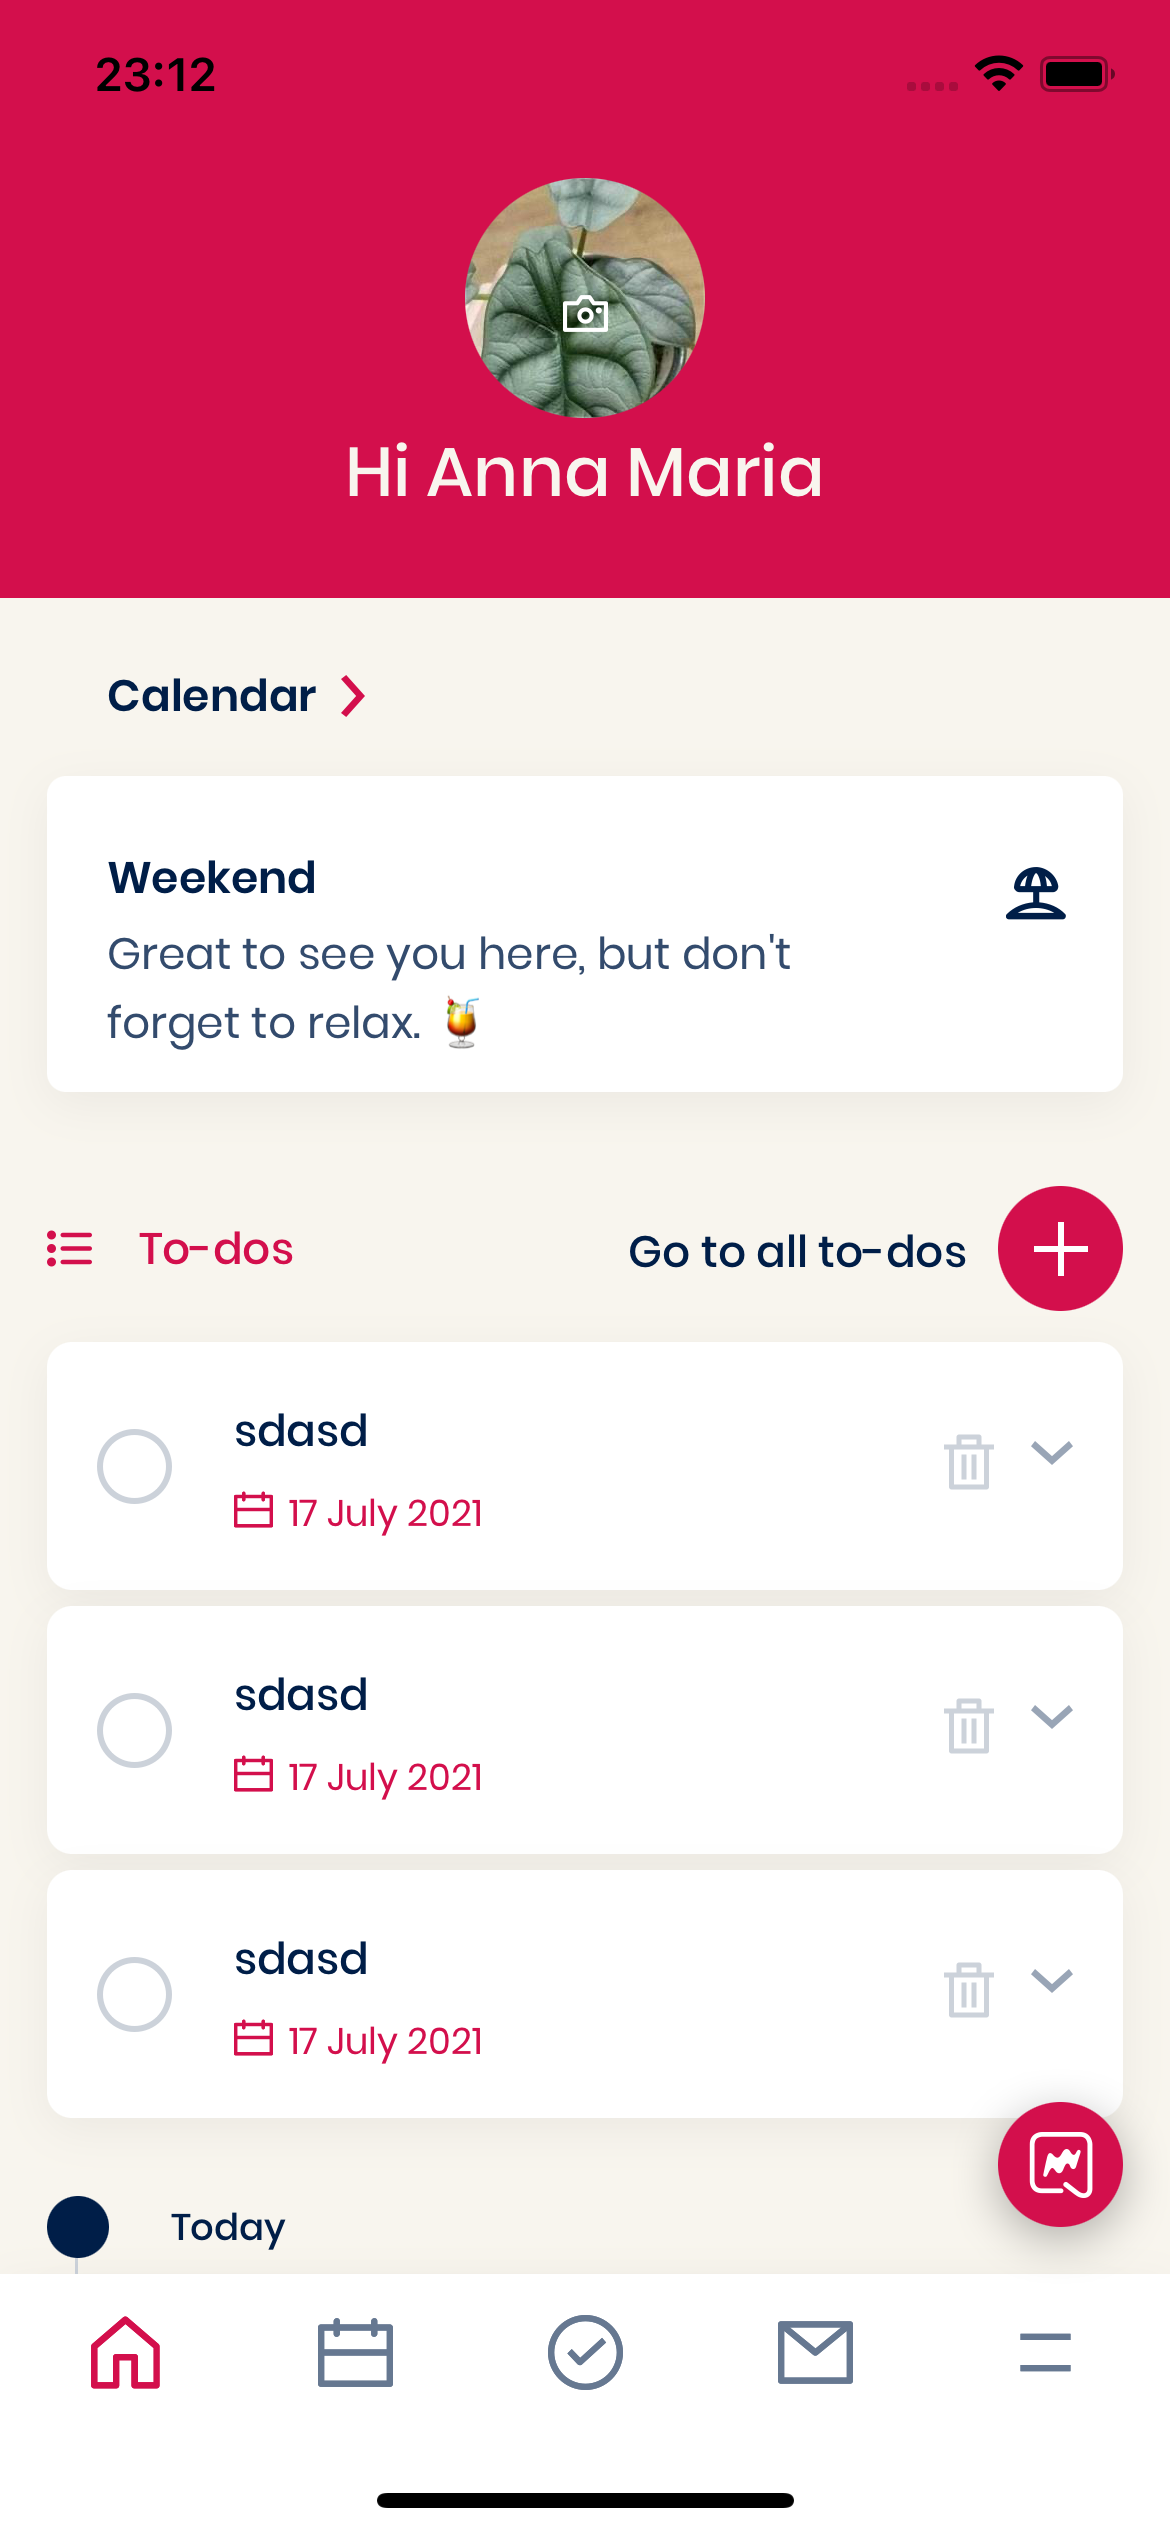 23:12
Hi Anna Maria
Calendar
Weekend
Great to see you here, but don't
forget to relax. 🍹
To-dos
Go to all to-dos
sdasd
17 July 2021
sdasd
17 July 2021
sdasd
17 July 2021
Today